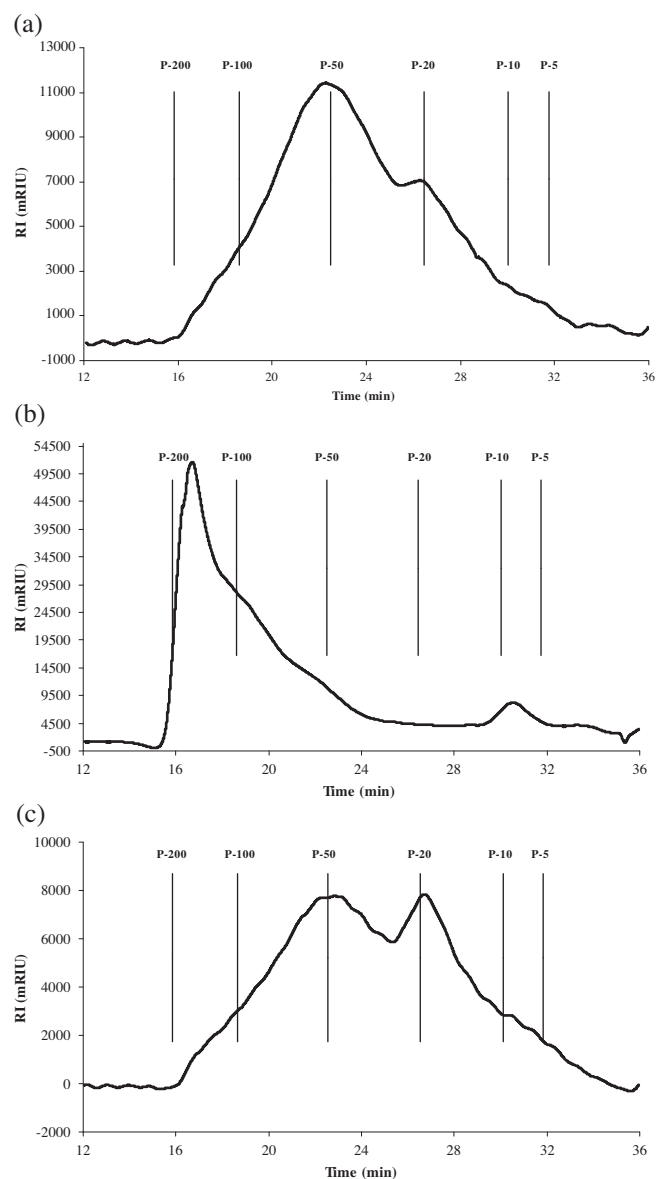 (a)
13000
P-200 P-100 P-50 P-20 P-10 P-5
11000
9000
RI (mRIU)
7000
5000
3000
1000
-1000
12 16 20 24 28 32 36
Time (min)
(b)
54500
P-200 P-100 P-50 P-20 P-10 P-5
49500
44500
39500
34500
RI (mRIU)
29500
24500
19500
14500
9500
4500
-500
12 16 20 24 28 32 36
Time (min)
(c)
10000
P-200 P-100 P-50 P-20 P-10 P-5
8000
6000
RI (mRIU)
4000
2000
0
-2000
12 16 20 24 28 32 36
Time (min)